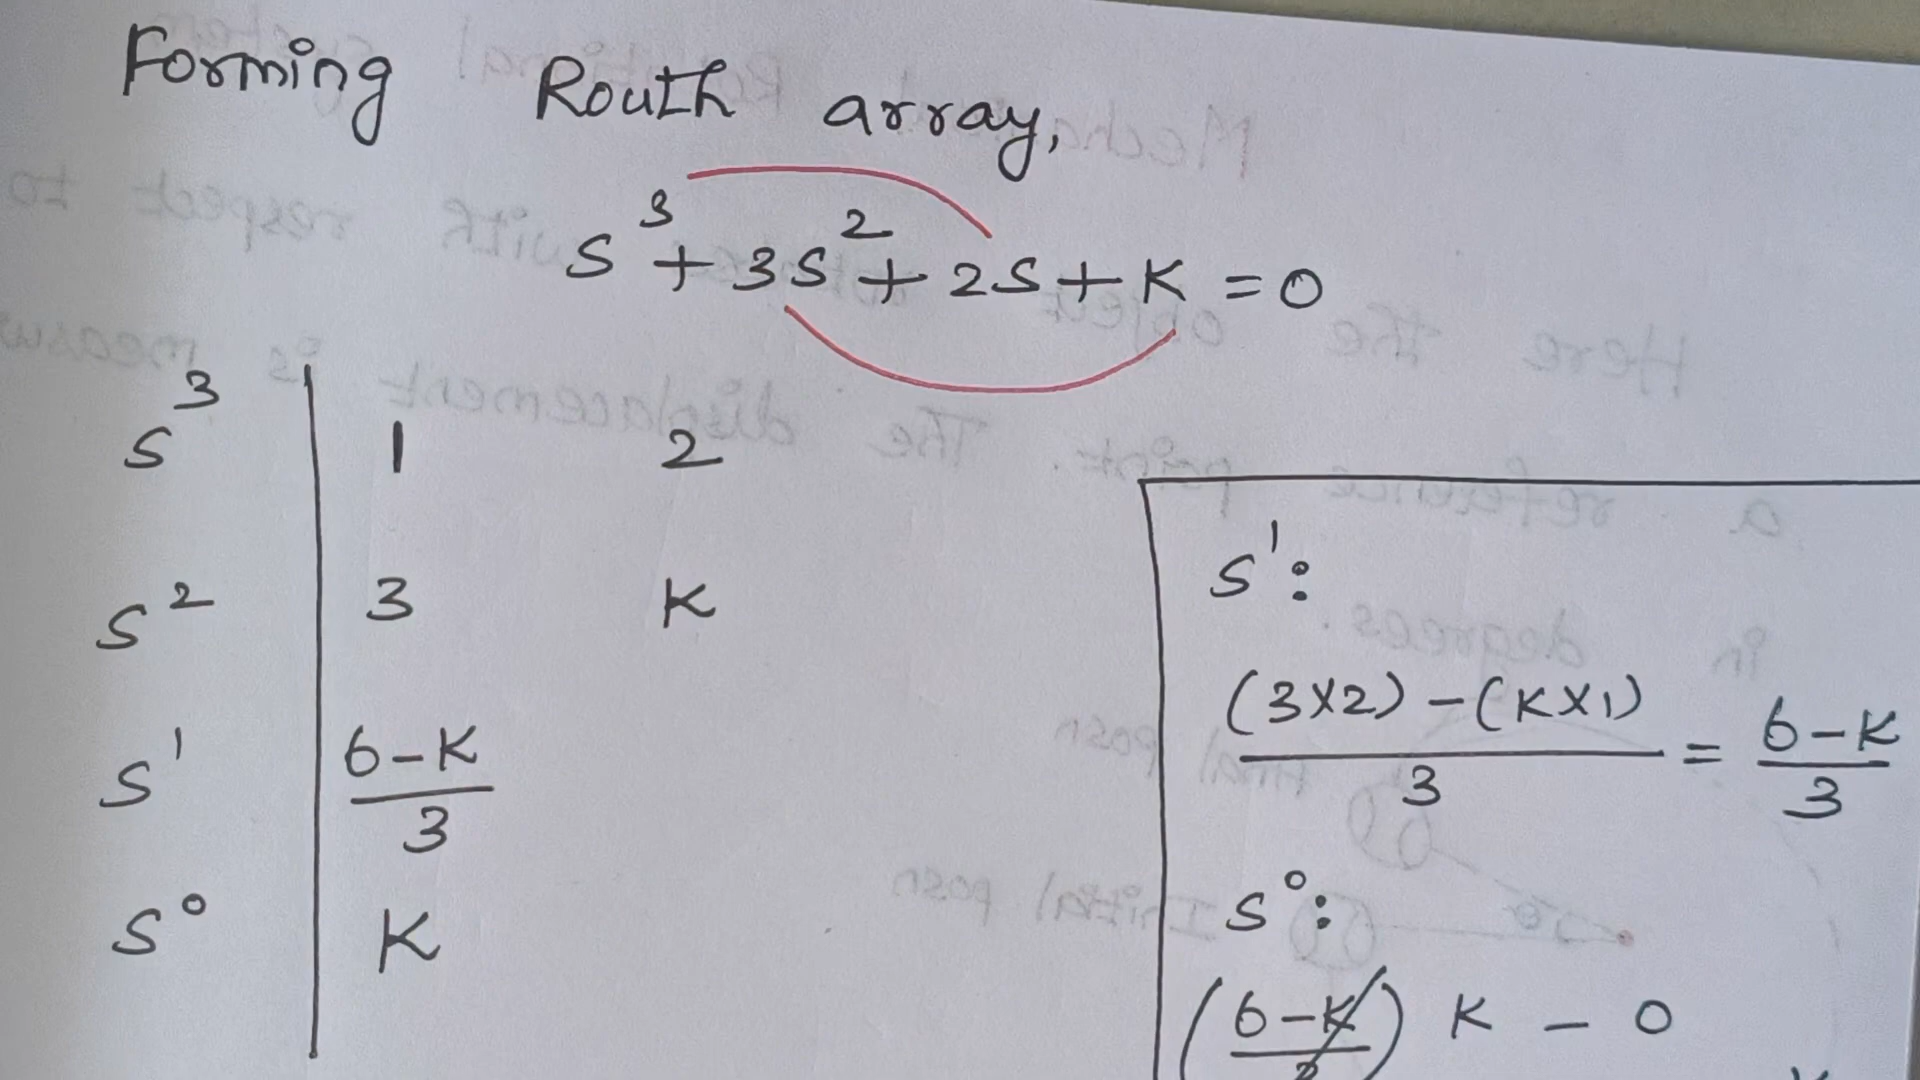 Forming Routh array,
S³ + 3S² + 2S + K = 0
S³ | 1 2
S² | 3 K
S¹ | (6-K)/3
S⁰ | K
S¹:
((3×2) - (K×1))/3 = (6-K)/3
S⁰:
((6-K)/3) K - 0